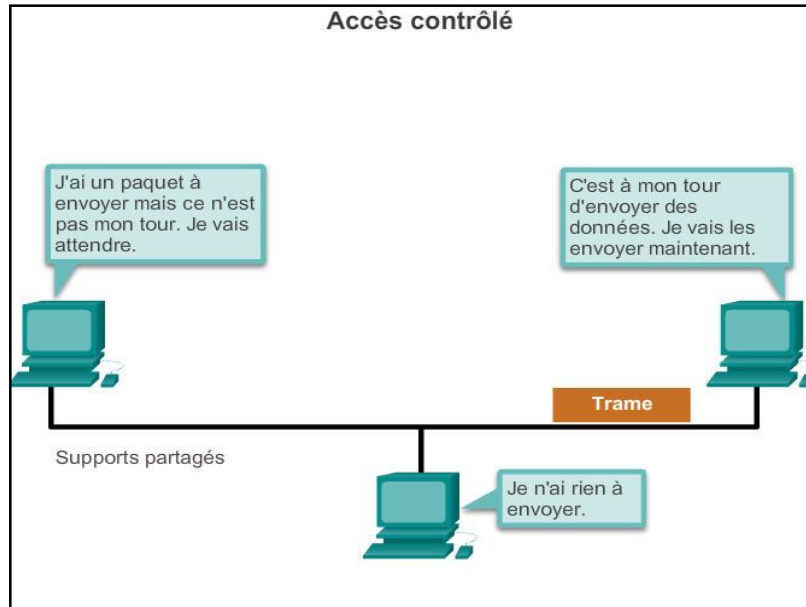 Accès contrôlé
J'ai un paquet à
envoyer mais ce n'est
pas mon tour. Je vais
attendre.
C'est à mon tour
d'envoyer des
données. Je vais les
envoyer maintenant.
Trame
Supports partagés
Je n'ai rien à
envoyer.